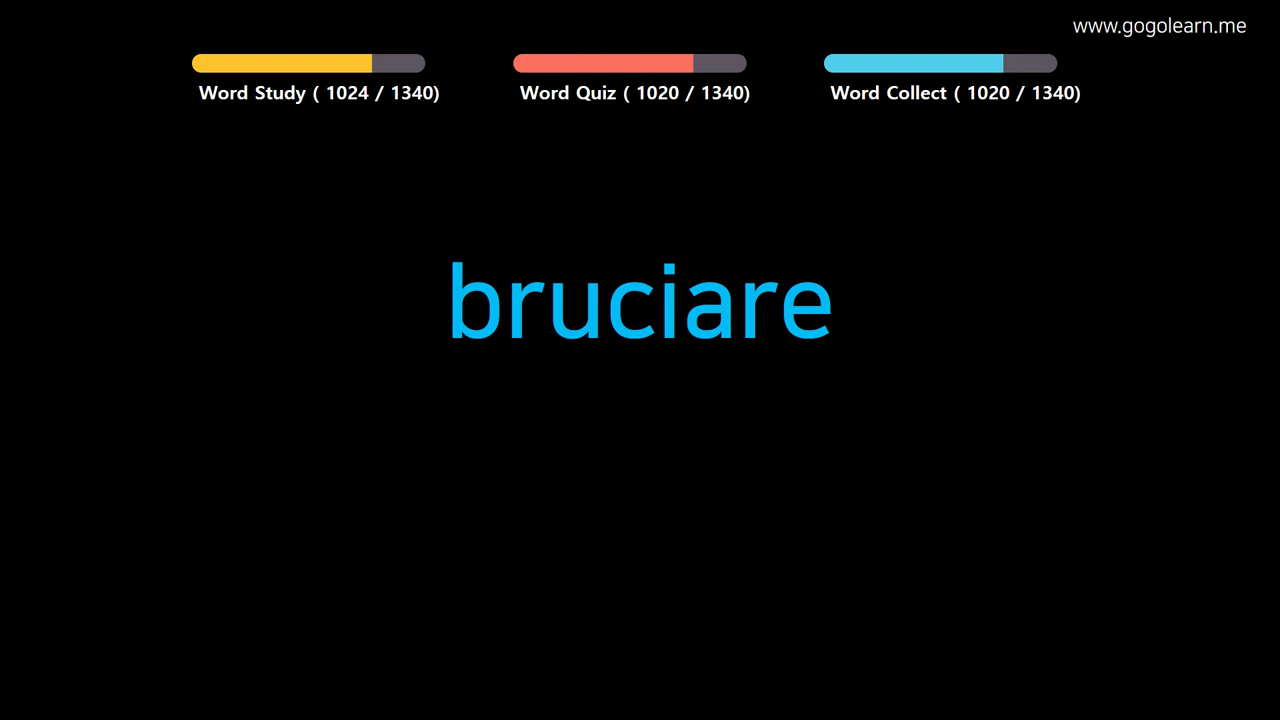 www.gogolearn.me
Word Study ( 1024 / 1340)
Word Quiz ( 1020 / 1340)
Word Collect ( 1020 / 1340)
bruciare